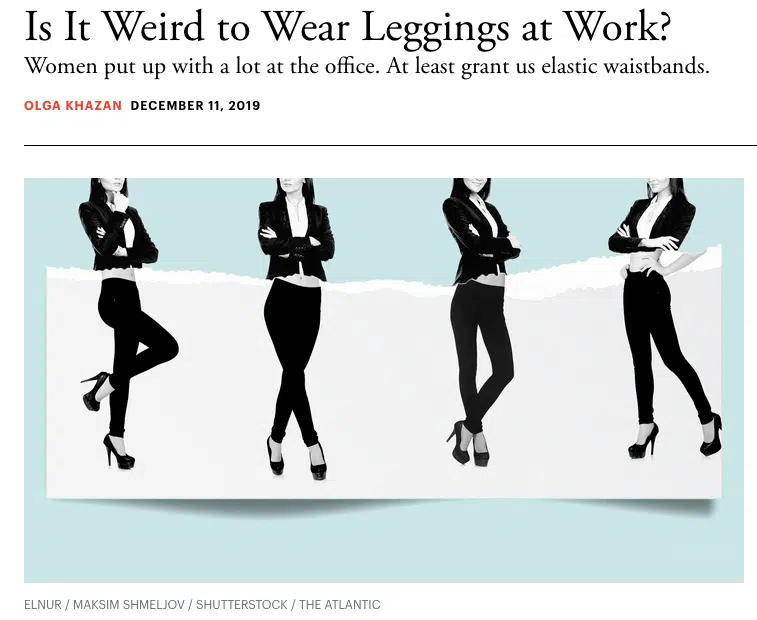 Is It Weird to Wear Leggings at Work?
Women put up with a lot at the office. At least grant us elastic waistbands.
OLGA KHAZAN DECEMBER 11, 2019
ELNUR / MAKSIM SHMELJOV / SHUTTERSTOCK / THE ATLANTIC